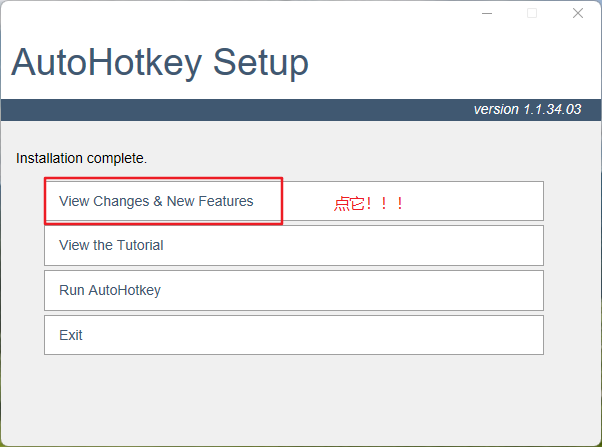 AutoHotkey Setup
version 1.1.34.03
Installation complete.
View Changes & New Features
点它！！！
View the Tutorial
Run AutoHotkey
Exit